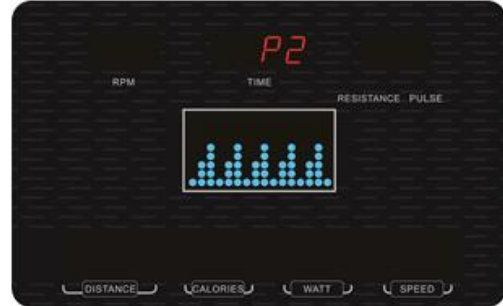 P2
RPM TIME
RESISTANCE PULSE
DISTANCE CALORIES WATT SPEED